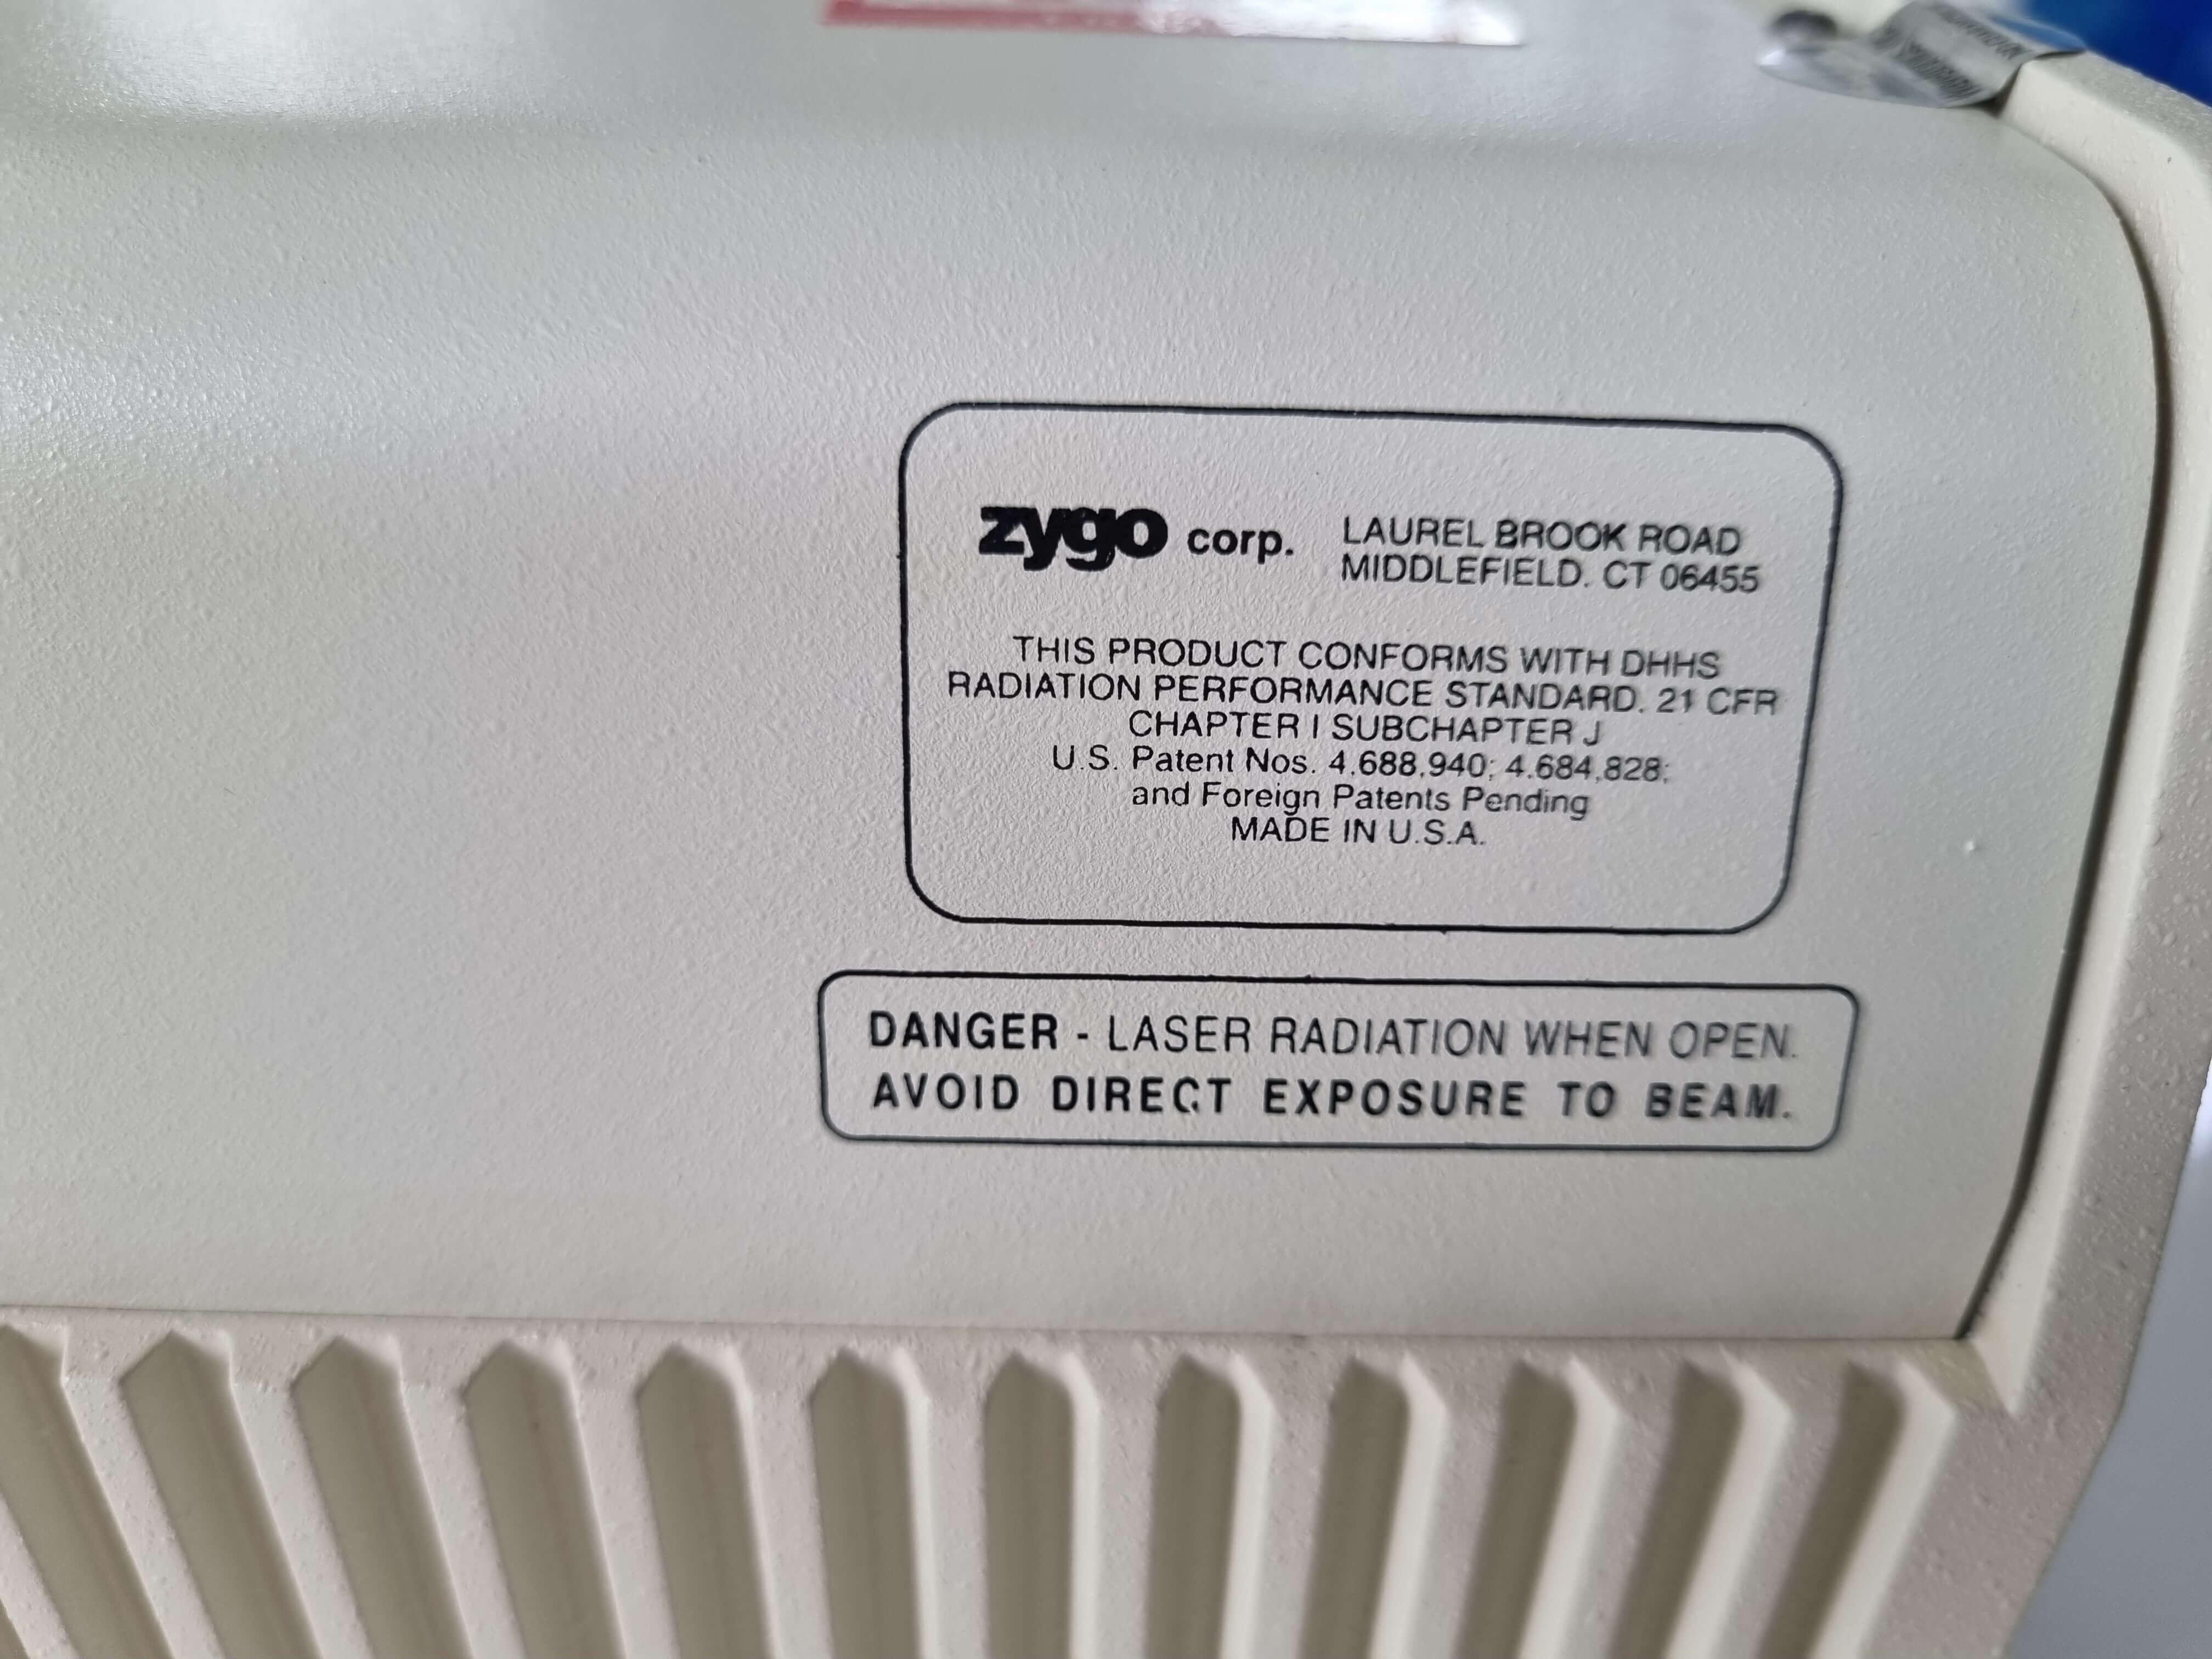 zygo corp. LAUREL BROOK ROAD
MIDDLEFIELD, CT 06455
THIS PRODUCT CONFORMS WITH DHHS
RADIATION PERFORMANCE STANDARD, 21 CFR
CHAPTER I SUBCHAPTER J
U.S. Patent Nos. 4,688,940; 4,684,828;
and Foreign Patents Pending
MADE IN U.S.A.
DANGER - LASER RADIATION WHEN OPEN.
AVOID DIRECT EXPOSURE TO BEAM.